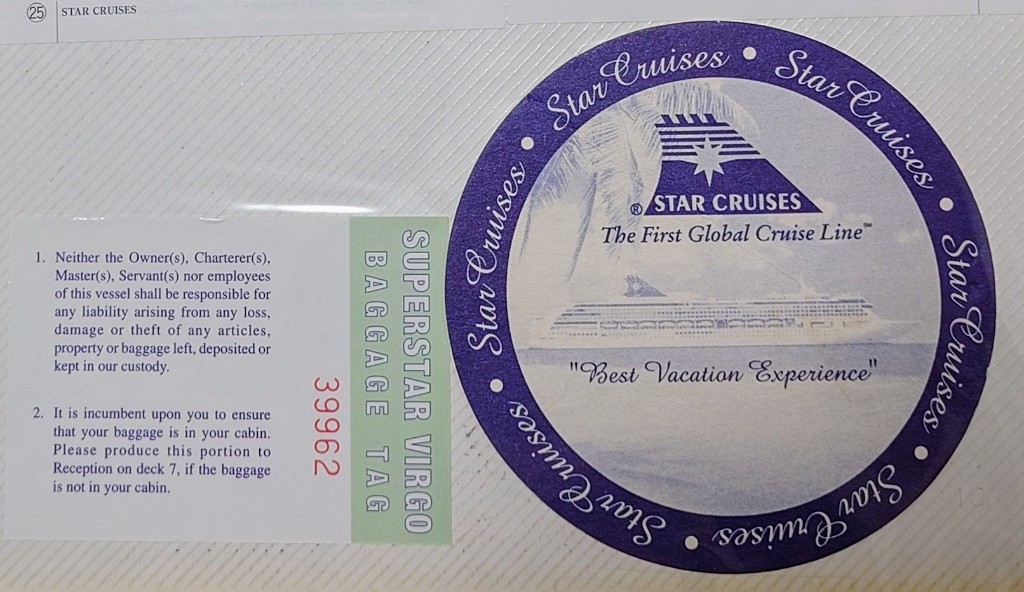 25 STAR CRUISES
1. Neither the Owner(s), Charterer(s),
Master(s), Servant(s) nor employees
of this vessel shall be responsible for
any liability arising from any loss,
damage or theft of any articles,
property or baggage left, deposited or
kept in our custody.
2. It is incumbent upon you to ensure
that your baggage is in your cabin.
Please produce this portion to
Reception on deck 7, if the baggage
is not in your cabin.
39962
SUPERSTAR VIRGO
BAGGAGE TAG
Star Cruises • Star Cruises • Star Cruises • Star Cruises • Star Cruises • Star Cruises •
® STAR CRUISES
The First Global Cruise Line™
"Best Vacation Experience"